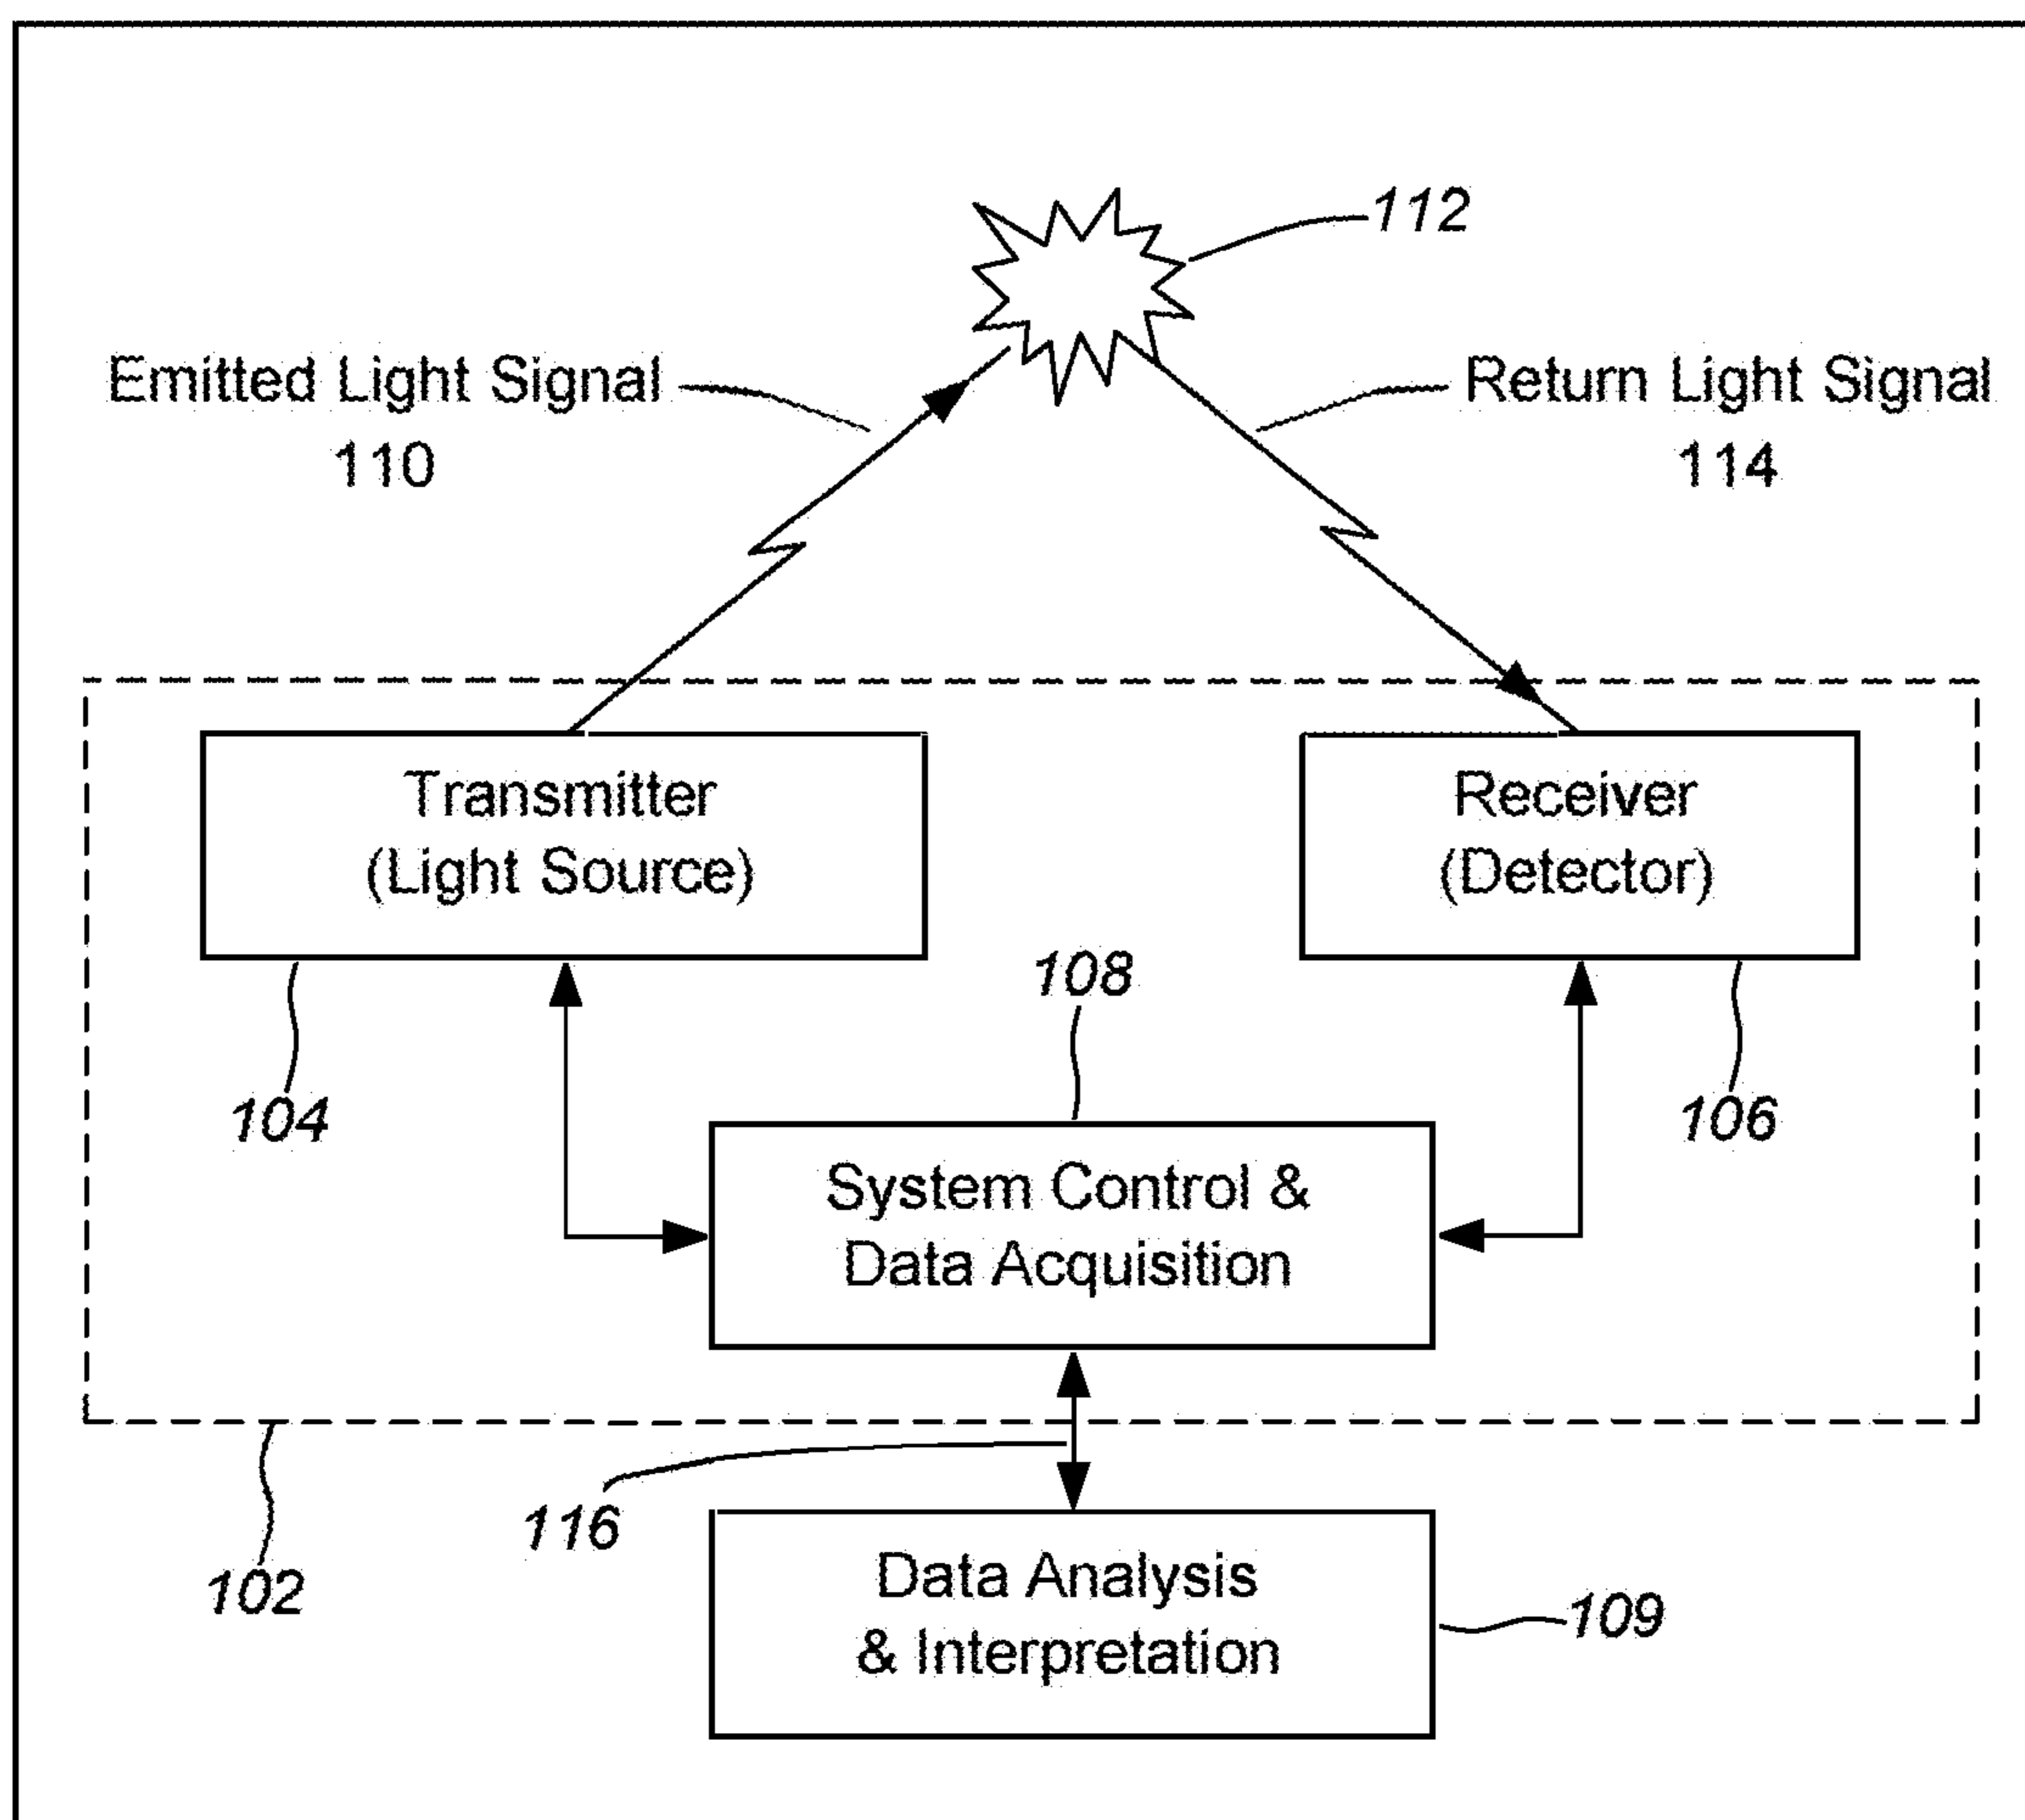 112
Emitted Light Signal
110
Return Light Signal
114
Transmitter
(Light Source)
Receiver
(Detector)
108
104
106
System Control &
Data Acquisition
116
102
Data Analysis
& Interpretation
109